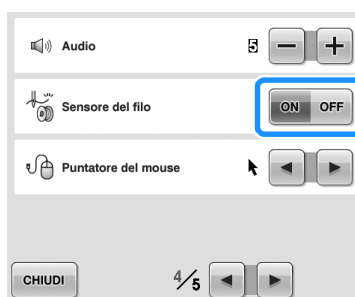 Audio 5 − +
Sensore del filo ON OFF
Puntatore del mouse
CHIUDI 4/5